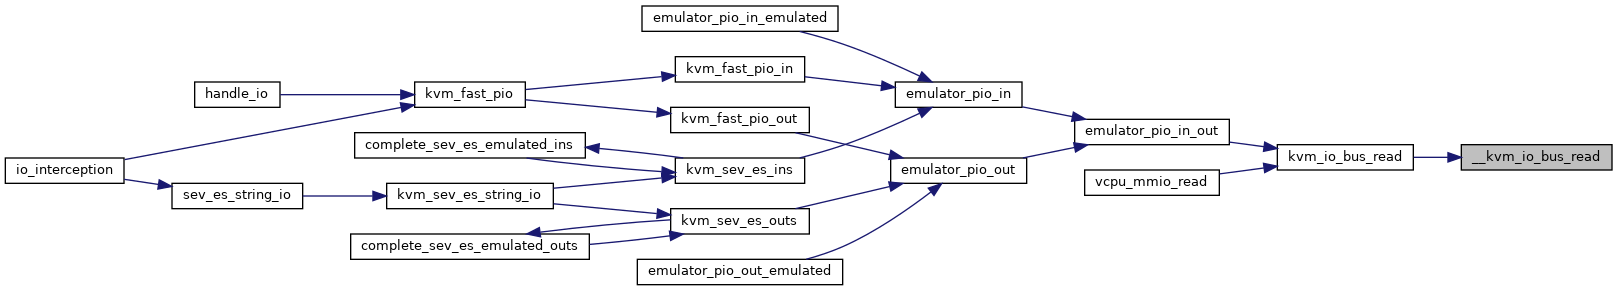 emulator_pio_in_emulated
kvm_fast_pio_in
handle_io
kvm_fast_pio
emulator_pio_in
kvm_fast_pio_out
emulator_pio_in_out
complete_sev_es_emulated_ins
kvm_io_bus_read
__kvm_io_bus_read
io_interception
kvm_sev_es_ins
emulator_pio_out
vcpu_mmio_read
sev_es_string_io
kvm_sev_es_string_io
kvm_sev_es_outs
complete_sev_es_emulated_outs
emulator_pio_out_emulated